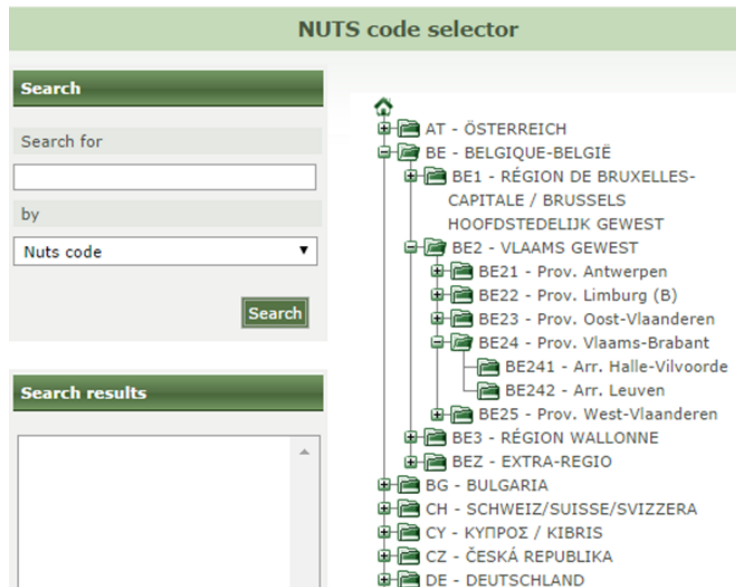 NUTS code selector
Search
Search for
by
Nuts code
Search
Search results
AT - ÖSTERREICH
BE - BELGIQUE-BELGIË
BE1 - RÉGION DE BRUXELLES-
CAPITALE / BRUSSELS
HOOFDSTEDELIJK GEWEST
BE2 - VLAAMS GEWEST
BE21 - Prov. Antwerpen
BE22 - Prov. Limburg (B)
BE23 - Prov. Oost-Vlaanderen
BE24 - Prov. Vlaams-Brabant
BE241 - Arr. Halle-Vilvoorde
BE242 - Arr. Leuven
BE25 - Prov. West-Vlaanderen
BE3 - RÉGION WALLONNE
BEZ - EXTRA-REGIO
BG - BULGARIA
CH - SCHWEIZ/SUISSE/SVIZZERA
CY - ΚΥΠΡΟΣ / KIBRIS
CZ - ČESKÁ REPUBLIKA
DE - DEUTSCHLAND